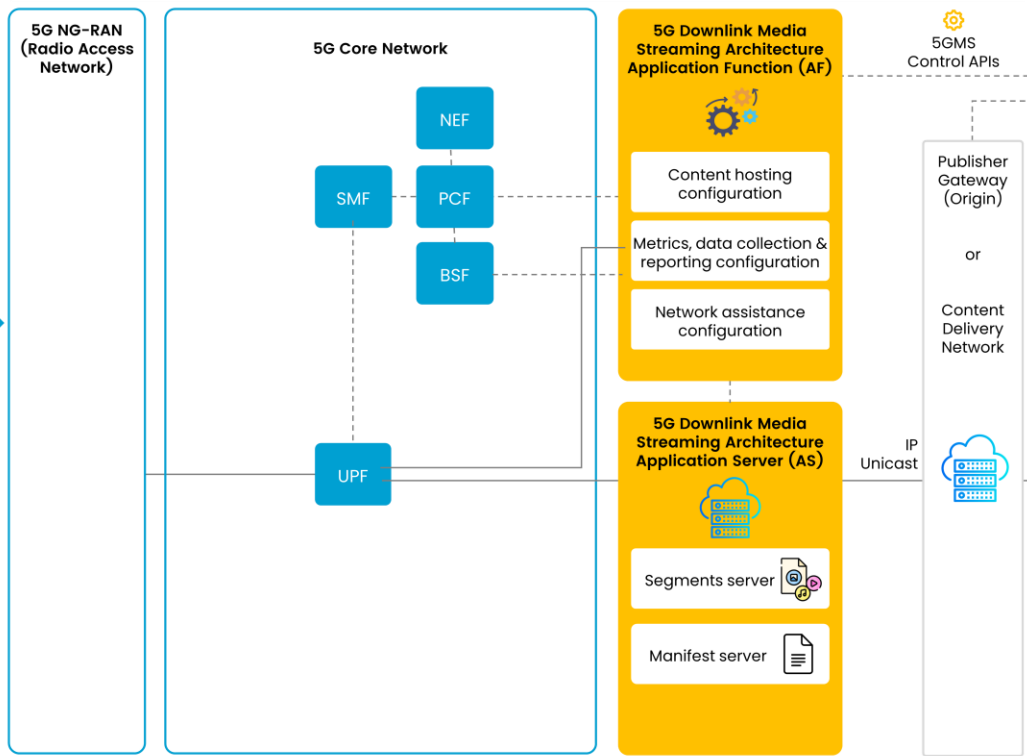 5G NG-RAN
(Radio Access
Network)
5G Core Network
NEF
SMF
PCF
BSF
UPF
5G Downlink Media
Streaming Architecture
Application Function (AF)
Content hosting
configuration
Metrics, data collection &
reporting configuration
Network assistance
configuration
5G Downlink Media
Streaming Architecture
Application Server (AS)
Segments server
Manifest server
5GMS
Control APIs
IP
Unicast
Publisher
Gateway
(Origin)
or
Content
Delivery
Network